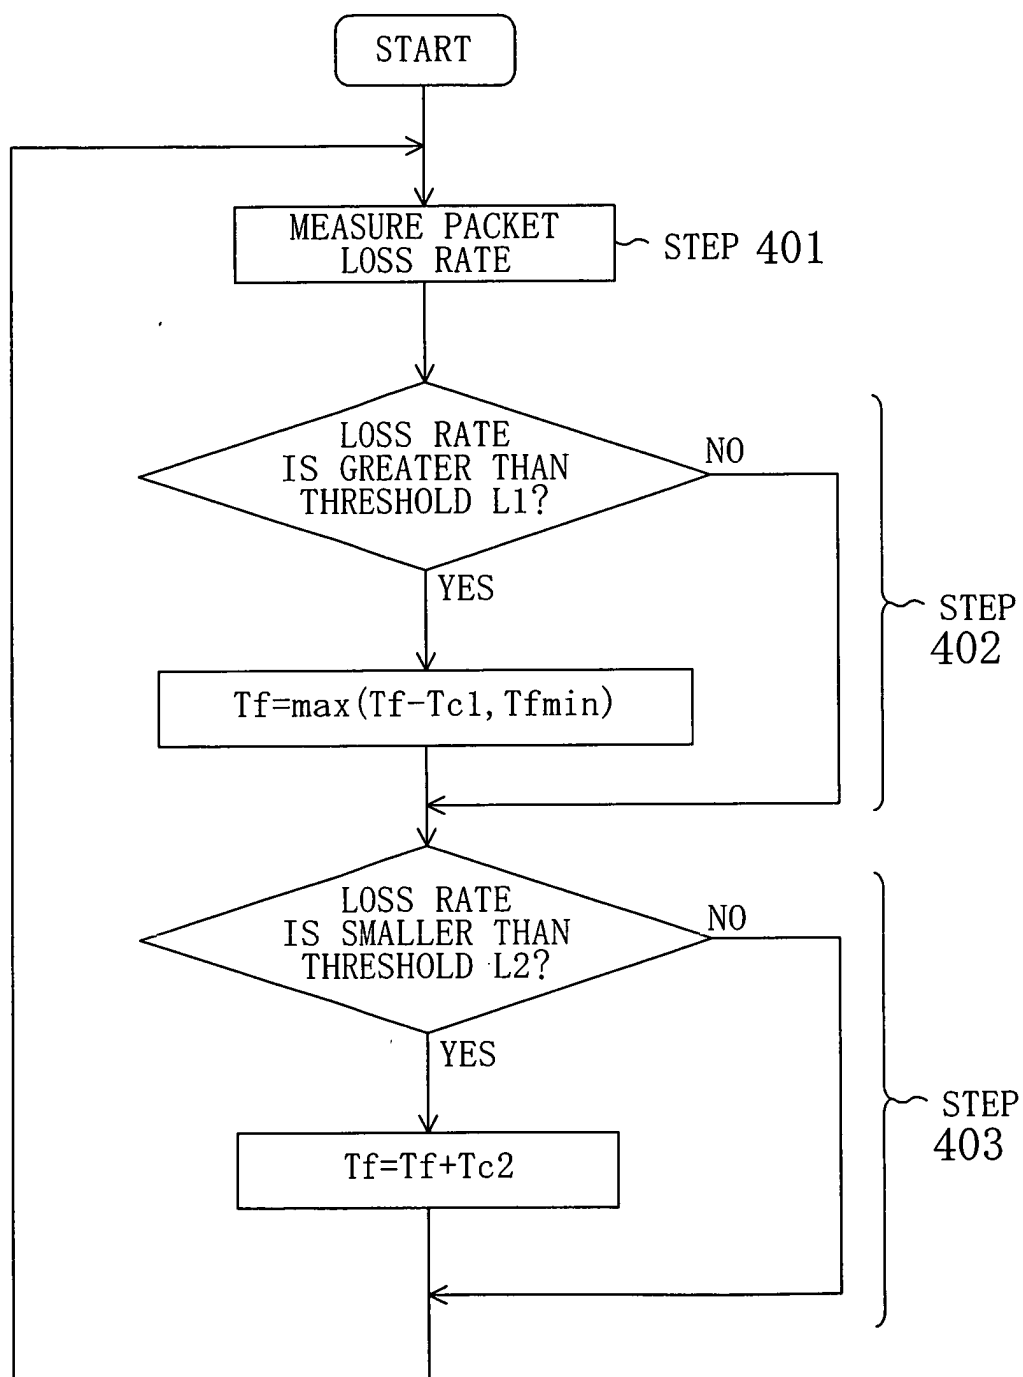 START
MEASURE PACKET
LOSS RATE
STEP 401
LOSS RATE
IS GREATER THAN
THRESHOLD L1?
NO
YES
STEP
402
Tf=max(Tf-Tc1,Tfmin)
LOSS RATE
IS SMALLER THAN
THRESHOLD L2?
NO
YES
STEP
403
Tf=Tf+Tc2